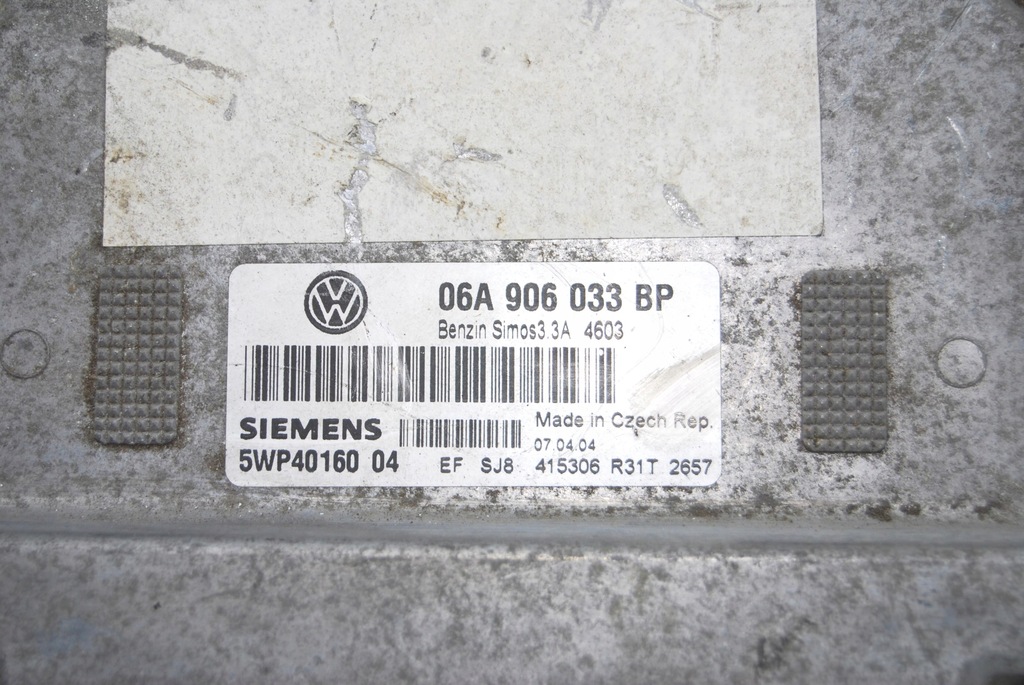 06A 906 033 BP
Benzin Simos3.3A 4603
SIEMENS
Made in Czech Rep.
07.04.04
5WP40160 04
EF SJ8 415306 R31T 2657